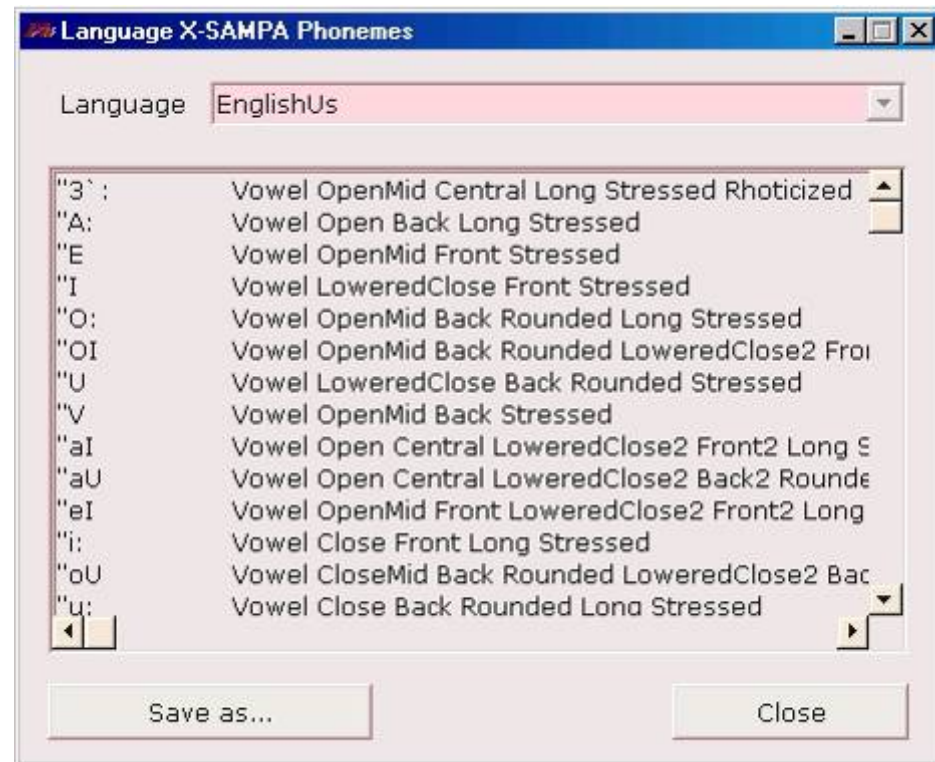 Language X-SAMPA Phonemes
Language EnglishUs
"3`: Vowel OpenMid Central Long Stressed Rhoticized
"A: Vowel Open Back Long Stressed
"E Vowel OpenMid Front Stressed
"I Vowel LoweredClose Front Stressed
"O: Vowel OpenMid Back Rounded Long Stressed
"OI Vowel OpenMid Back Rounded LoweredClose2
"U Vowel LoweredClose Back Rounded Stressed
"V Vowel OpenMid Back Stressed
"aI Vowel Open Central LoweredClose2 Front2 Long
"aU Vowel Open Central LoweredClose2 Back2
"eI Vowel OpenMid Front LoweredClose2 Front2 Long
"i: Vowel Close Front Long Stressed
"oU Vowel CloseMid Back Rounded LoweredClose2 Bac
"u: Vowel Close Back Rounded Long Stressed
Save as... Close